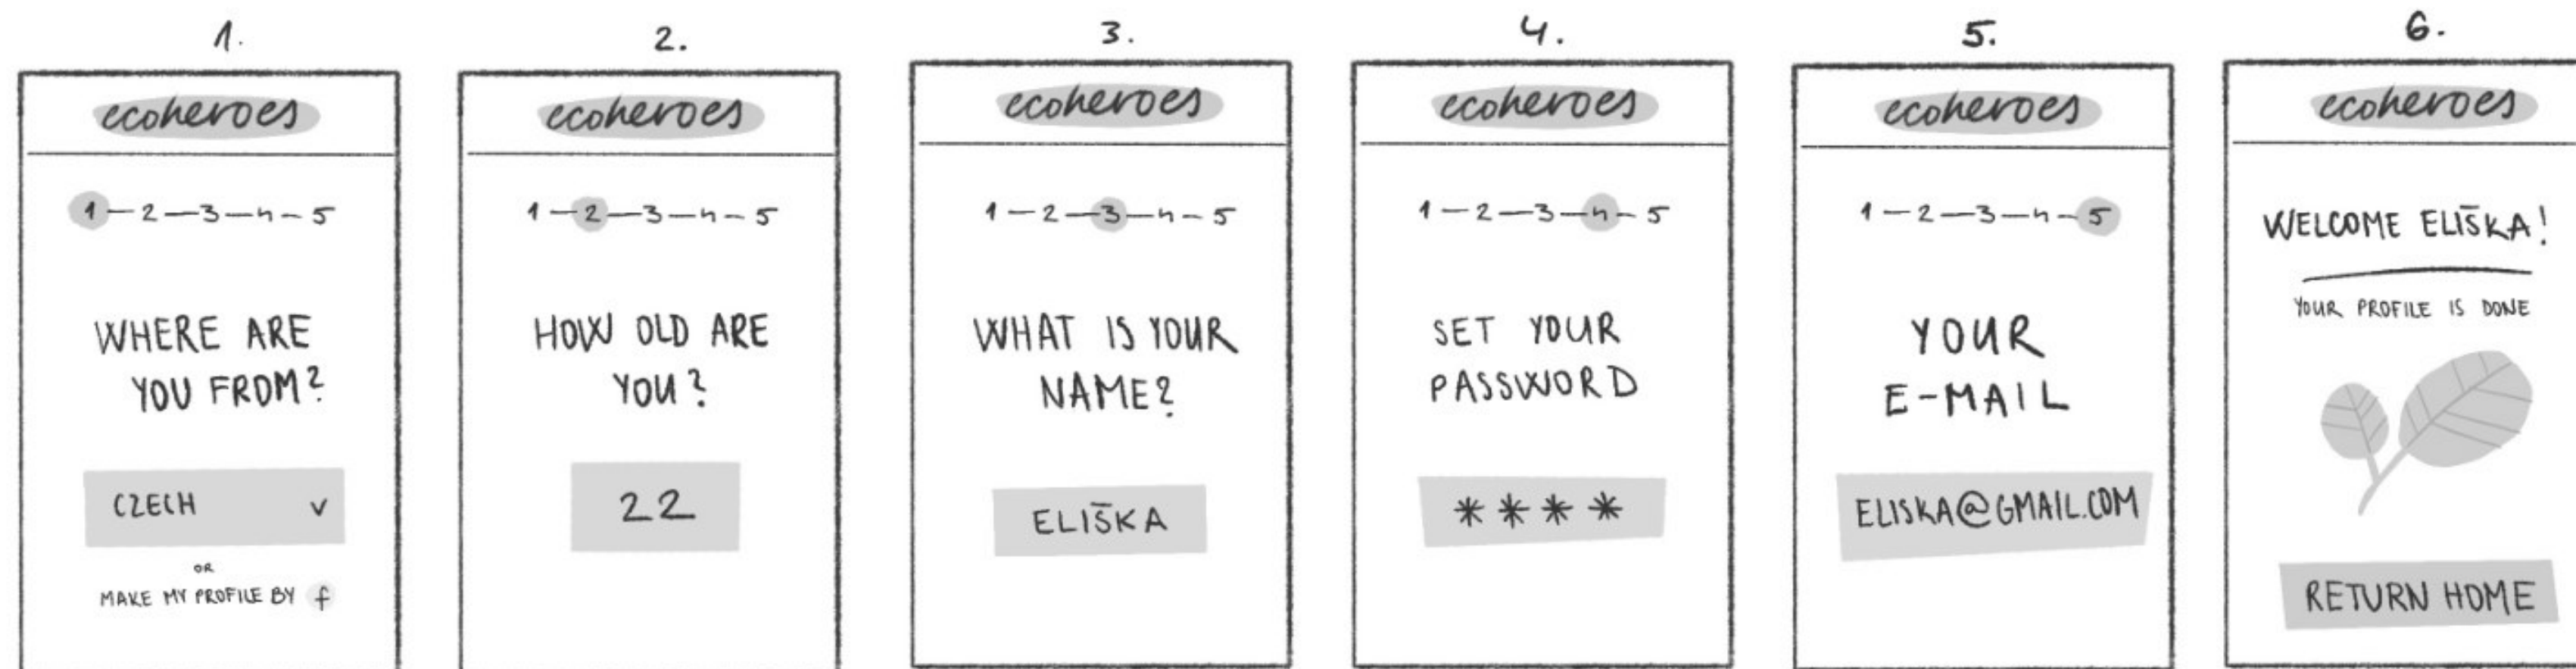 1.
ecoheroes
1—2—3—4—5
WHERE ARE
YOU FROM?
CZECH v
OR
MAKE MY PROFILE BY f
2.
ecoheroes
1—2—3—4—5
HOW OLD ARE
YOU?
22
3.
ecoheroes
1—2—3—4—5
WHAT IS YOUR
NAME?
ELIŠKA
4.
ecoheroes
1—2—3—4—5
SET YOUR
PASSWORD
****
5.
ecoheroes
1—2—3—4—5
YOUR
E-MAIL
ELISKA@GMAIL.COM
6.
ecoheroes
WELCOME ELIŠKA!
YOUR PROFILE IS DONE
RETURN HOME